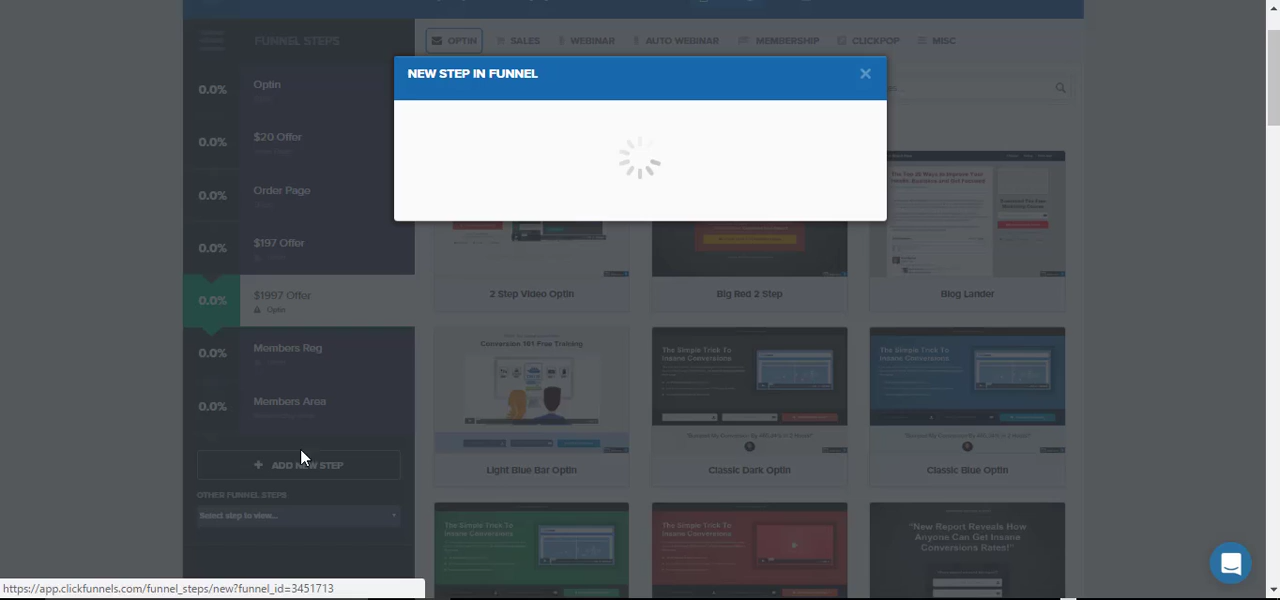 FUNNEL STEPS
OPTIN
SALES
WEBINAR
AUTO WEBINAR
MEMBERSHIP
CLICKPOP
MISC
NEW STEP IN FUNNEL
×
0.0%
Optin
0.0%
$20 Offer
0.0%
Order Page
0.0%
$197 Offer
0.0%
$1997 Offer
Optin
0.0%
Members Reg
0.0%
Members Area
+ ADD NEW STEP
OTHER FUNNEL STEPS
Select step to view...
2 Step Video Optin
Big Red 2 Step
Blog Lander
Conversion 101 Free Training
The Simple Trick To
Insane Conversions
The Simple Trick To
Insane Conversions
Light Blue Bar Optin
Classic Dark Optin
Classic Blue Optin
The Simple Trick To
Insane Conversions
The Simple Trick To
Insane Conversions
"New Report Reveals How
Anyone Can Get Insane
Conversions Rates!"
https://app.clickfunnels.com/funnel_steps/new?funnel_id=3451713